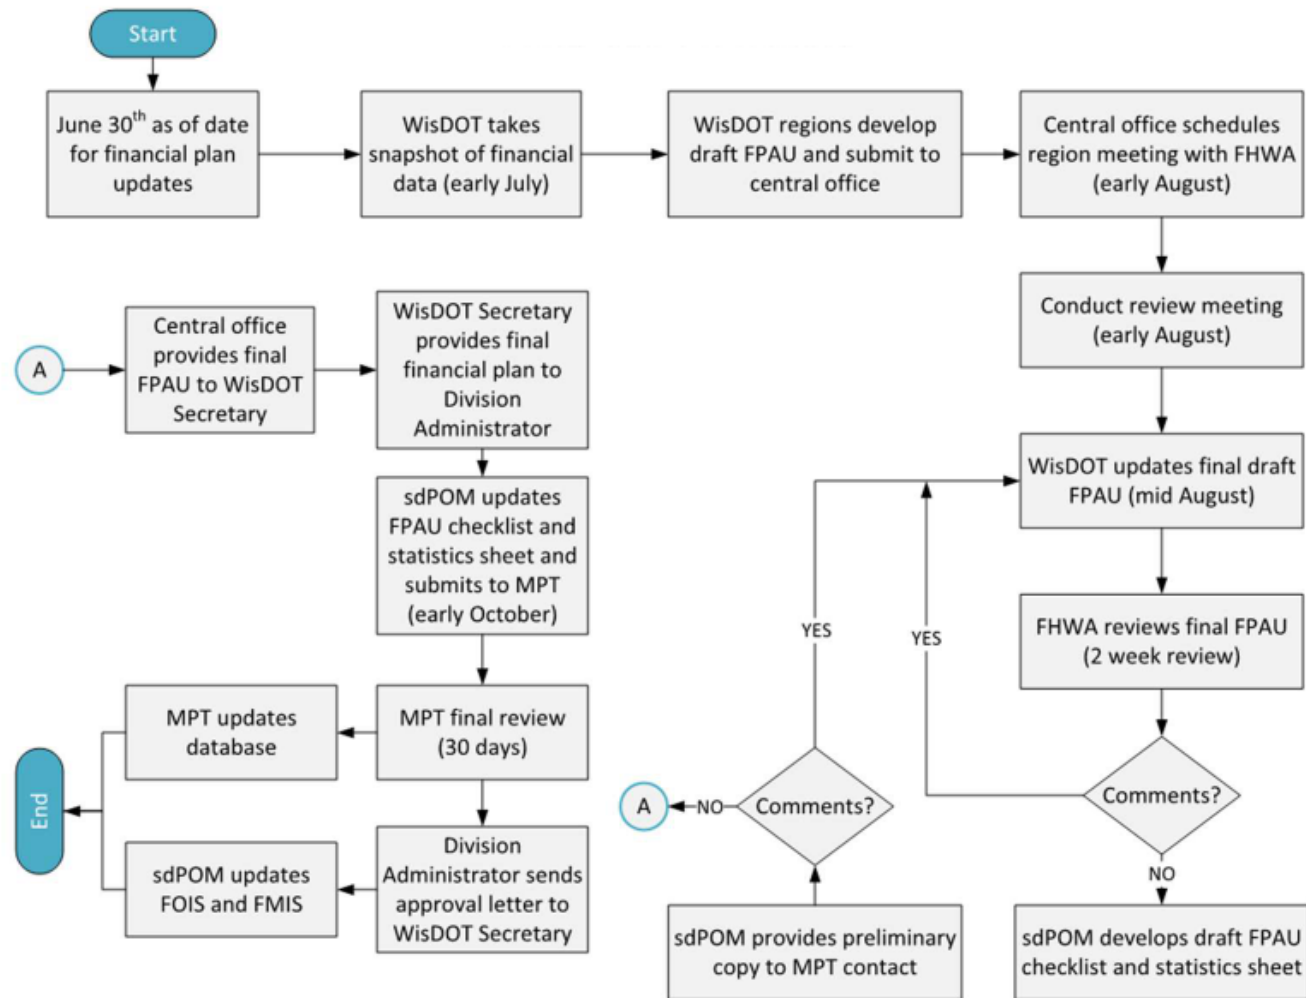 Start
June 30th as of date
for financial plan
updates
WisDOT takes
snapshot of financial
data (early July)
WisDOT regions develop
draft FPAU and submit to
central office
Central office schedules
region meeting with FHWA
(early August)
Conduct review meeting
(early August)
WisDOT updates final draft
FPAU (mid August)
FHWA reviews final FPAU
(2 week review)
Comments?
YES
NO
sdPOM develops draft FPAU
checklist and statistics sheet
sdPOM provides preliminary
copy to MPT contact
Comments?
YES
NO
A
A
Central office
provides final
FPAU to WisDOT
Secretary
WisDOT Secretary
provides final
financial plan to
Division
Administrator
sdPOM updates
FPAU checklist and
statistics sheet and
submits to MPT
(early October)
MPT final review
(30 days)
MPT updates
database
Division
Administrator sends
approval letter to
WisDOT Secretary
sdPOM updates
FOIS and FMIS
End